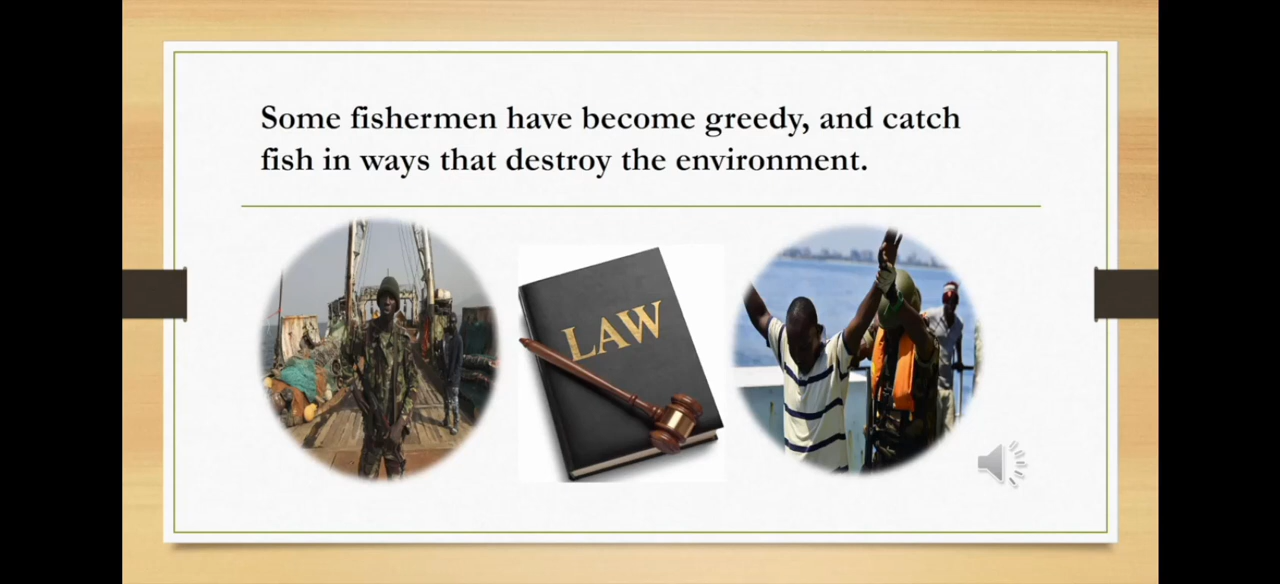 Some fishermen have become greedy, and catch
fish in ways that destroy the environment.
LAW